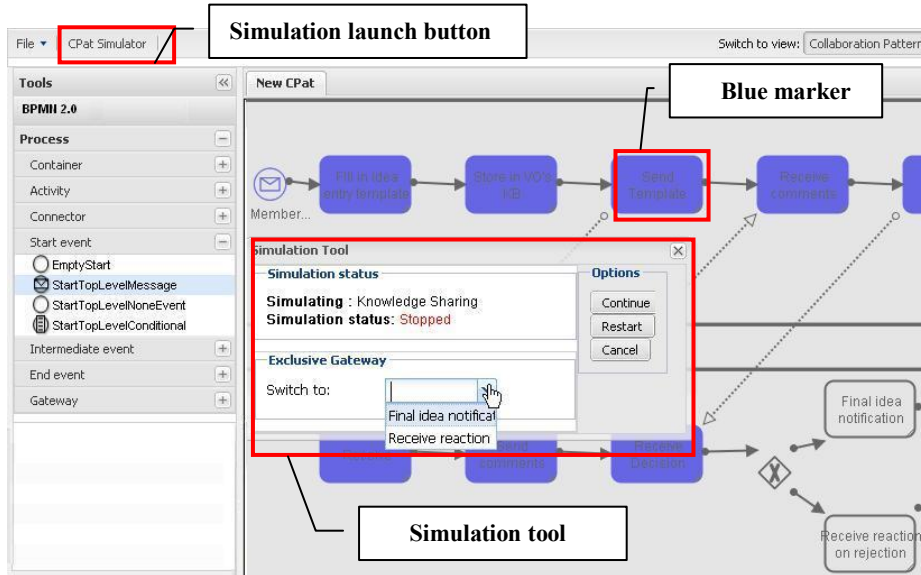 Simulation launch button
File
CPat Simulator
Switch to view:
Collaboration Pattern
Tools
New CPat
Blue marker
BPMN 2.0
Process
Container
Activity
Connector
Start event
EmptyStart
StartTopLevelMessage
StartTopLevelNoneEvent
StartTopLevelConditional
Intermediate event
End event
Gateway
Member...
Fill in idea
entry template
Store in VO's
KB
Send
Template
Receive
comments
Simulation Tool
Simulation status
Simulating : Knowledge Sharing
Simulation status: Stopped
Options
Continue
Restart
Cancel
Exclusive Gateway
Switch to:
Final idea notificat
Receive reaction
Send
comments
Receive
Decision
Final idea
notification
Receive reaction
on rejection
Simulation tool